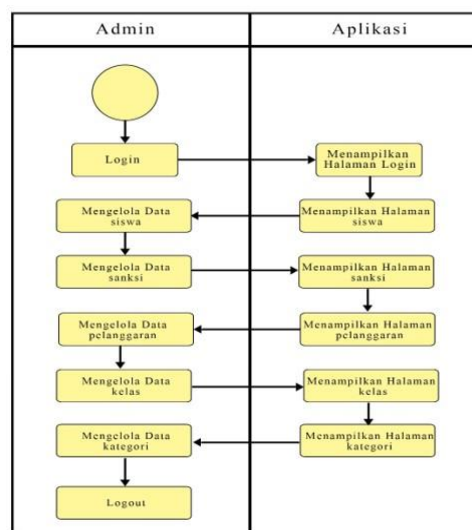 Admin
Aplikasi
Login
Menampilkan
Halaman Login
Mengelola Data
siswa
Menampilkan Halaman
siswa
Mengelola Data
sanksi
Menampilkan Halaman
sanksi
Mengelola Data
pelanggaran
Menampilkan Halaman
pelanggaran
Mengelola Data
kelas
Menampilkan Halaman
kelas
Mengelola Data
kategori
Menampilkan Halaman
kategori
Logout